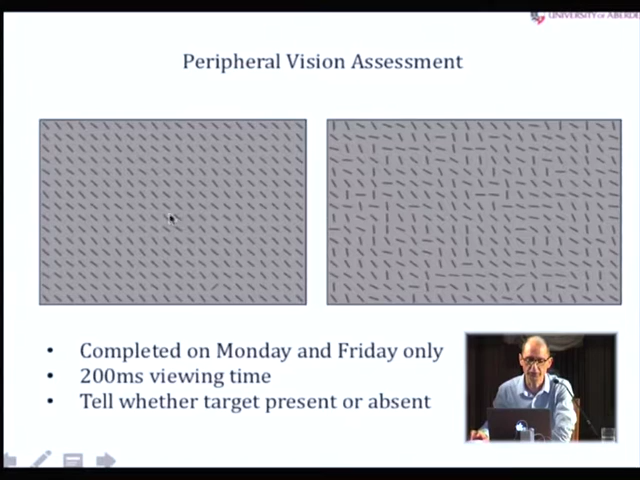 UNIVERSITY OF
Peripheral Vision Assessment
• Completed on Monday and Friday only
• 200ms viewing time
• Tell whether target present or absent